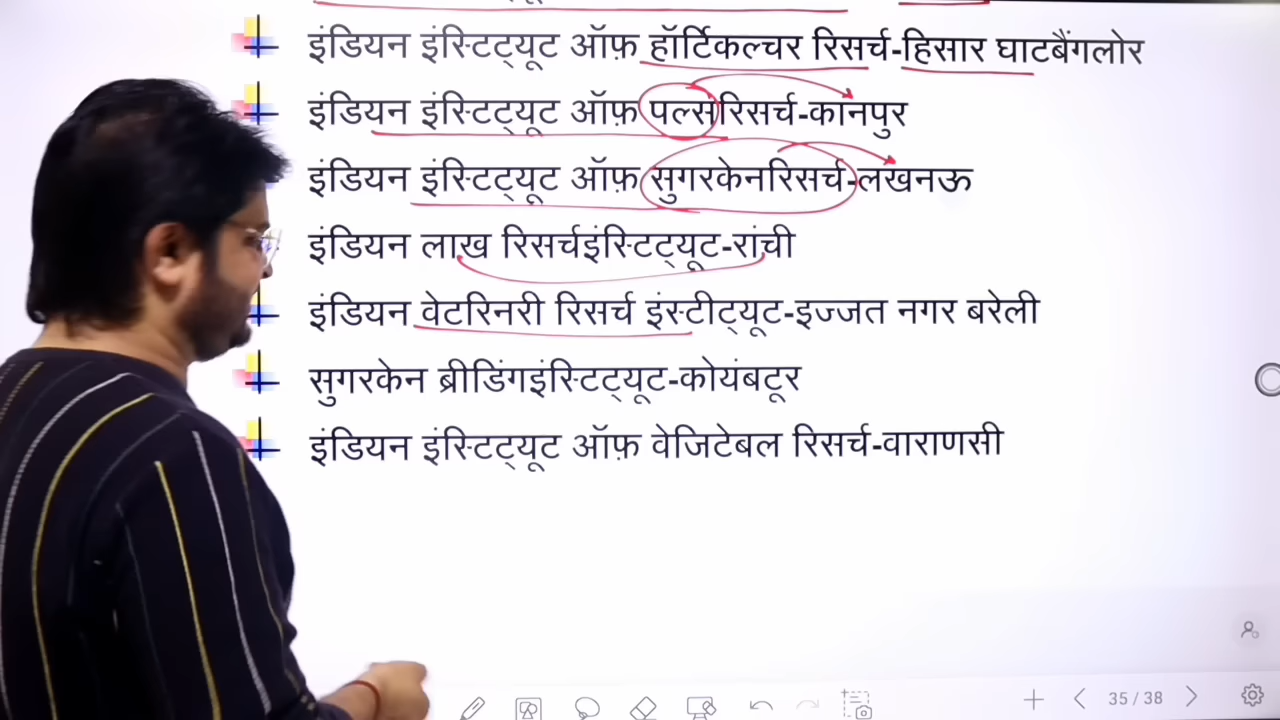 इंडियन इंस्टिट्यूट ऑफ़ हॉर्टिकल्चर रिसर्च-हिसार घाटबैंगलोर
इंडियन इंस्टिट्यूट ऑफ़ पल्सरिसर्च-कानपुर
इंडियन इंस्टिट्यूट ऑफ़ सुगरकेनरिसर्च-लखनऊ
इंडियन लाख रिसर्चइंस्टिट्यूट-रांची
इंडियन वेटरिनरी रिसर्च इंस्टीट्यूट-इज्जत नगर बरेली
सुगरकेन ब्रीडिंगइंस्टिट्यूट-कोयंबटूर
इंडियन इंस्टिट्यूट ऑफ़ वेजिटेबल रिसर्च-वाराणसी
35 / 38